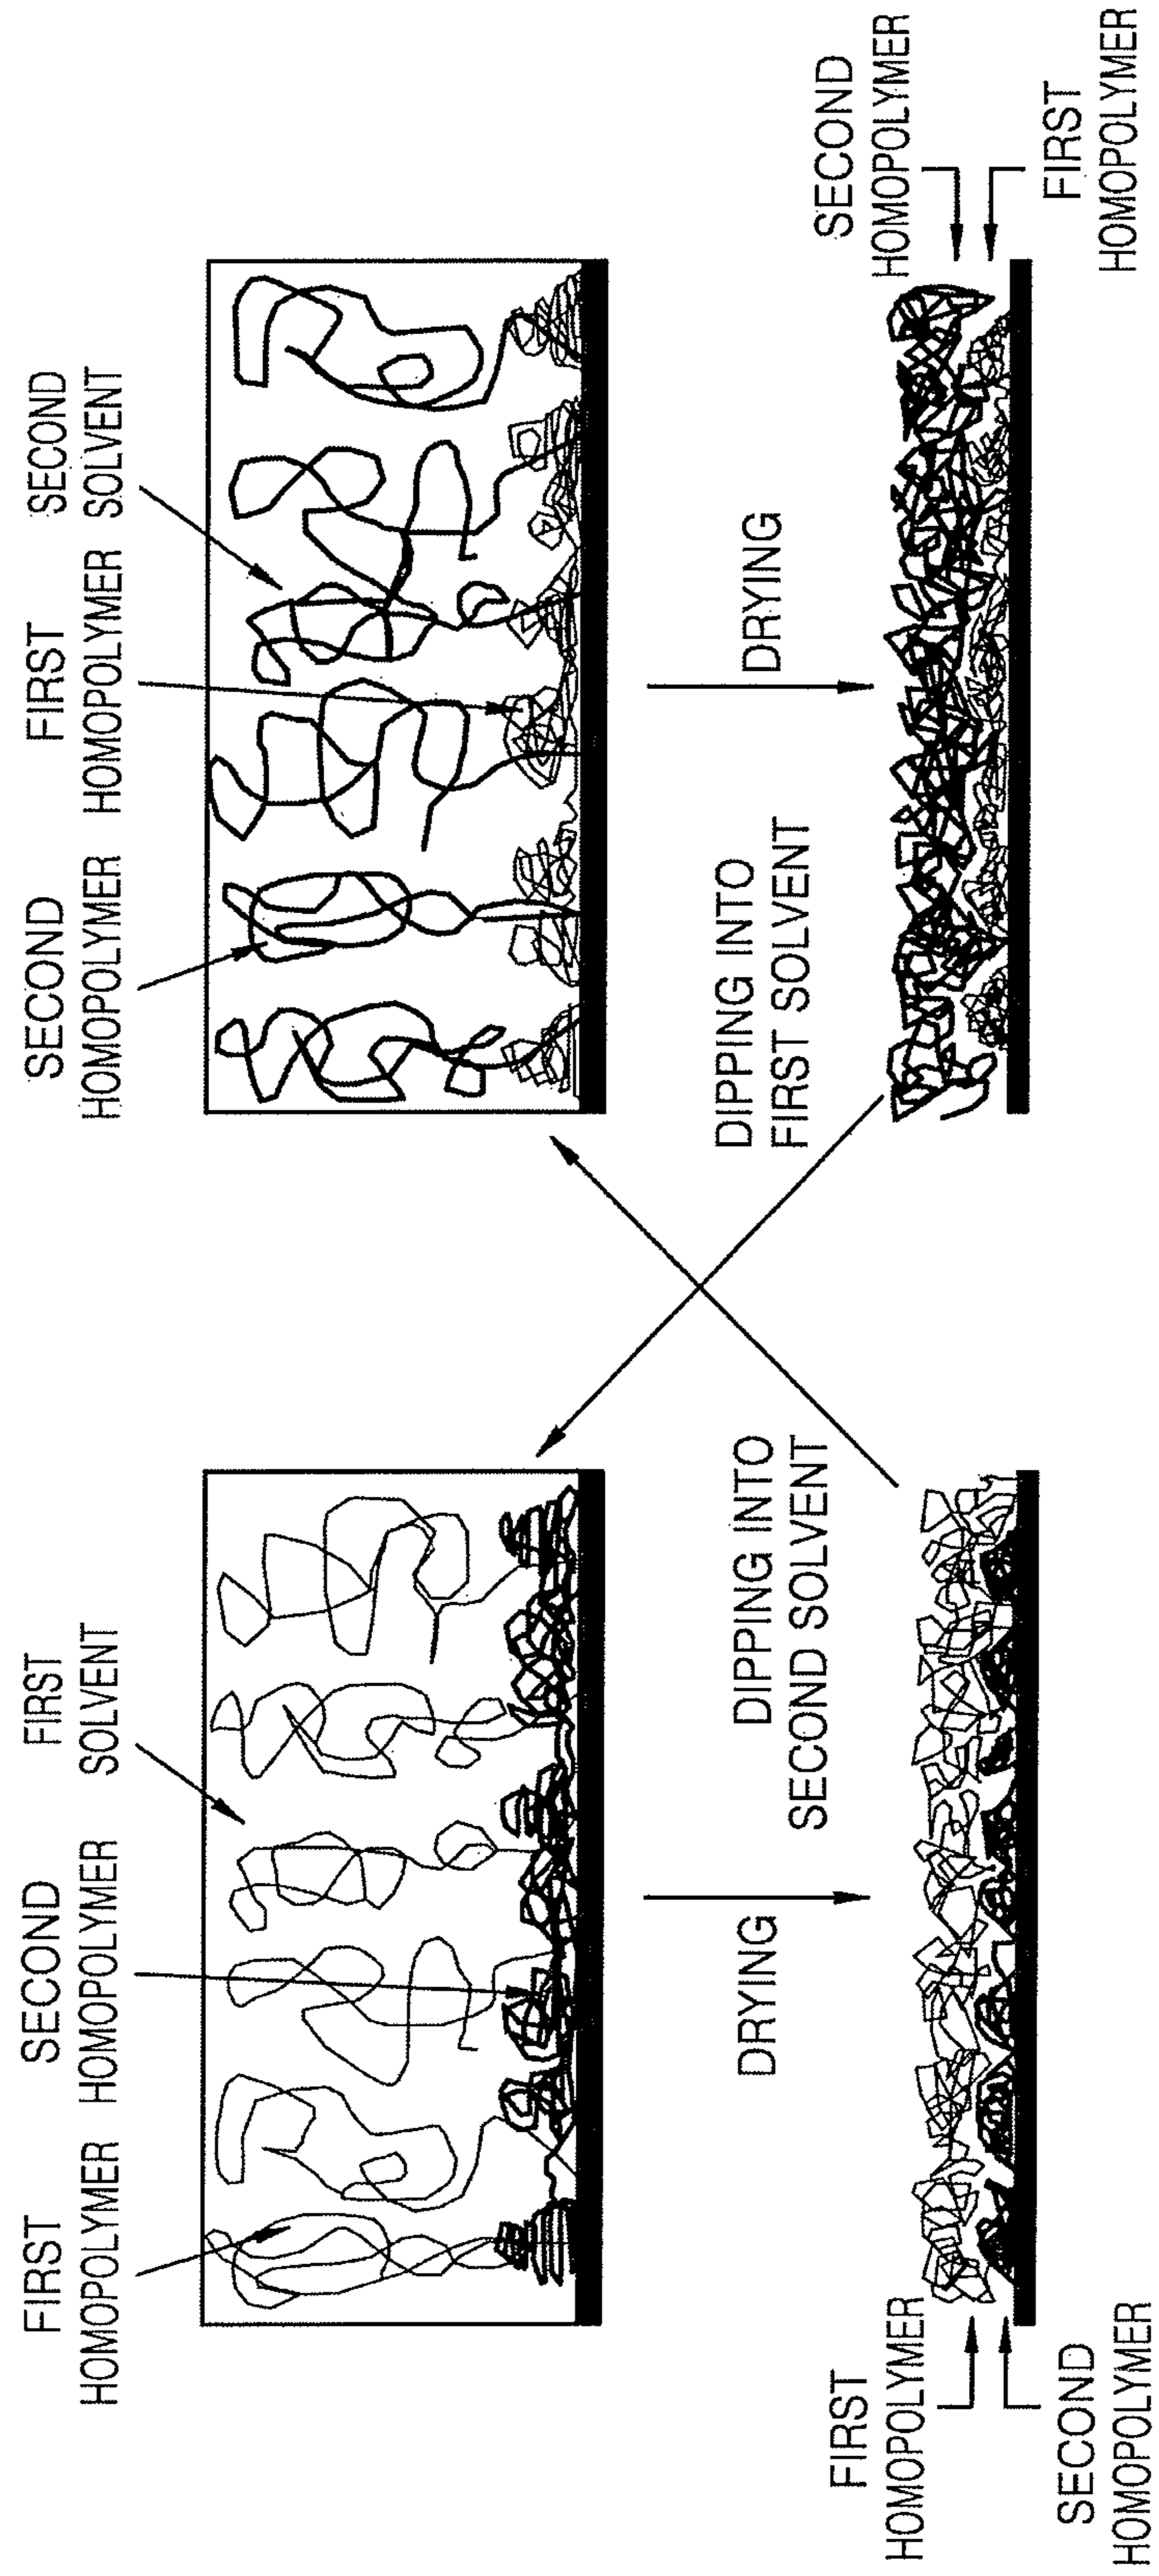 FIRST
HOMOPOLYMER
SECOND
HOMOPOLYMER
FIRST
SOLVENT
SECOND
HOMOPOLYMER
FIRST
HOMOPOLYMER
SECOND
SOLVENT
DRYING
DIPPING INTO
SECOND SOLVENT
DIPPING INTO
FIRST SOLVENT
DRYING
FIRST
HOMOPOLYMER
SECOND
HOMOPOLYMER
SECOND
HOMOPOLYMER
FIRST
HOMOPOLYMER